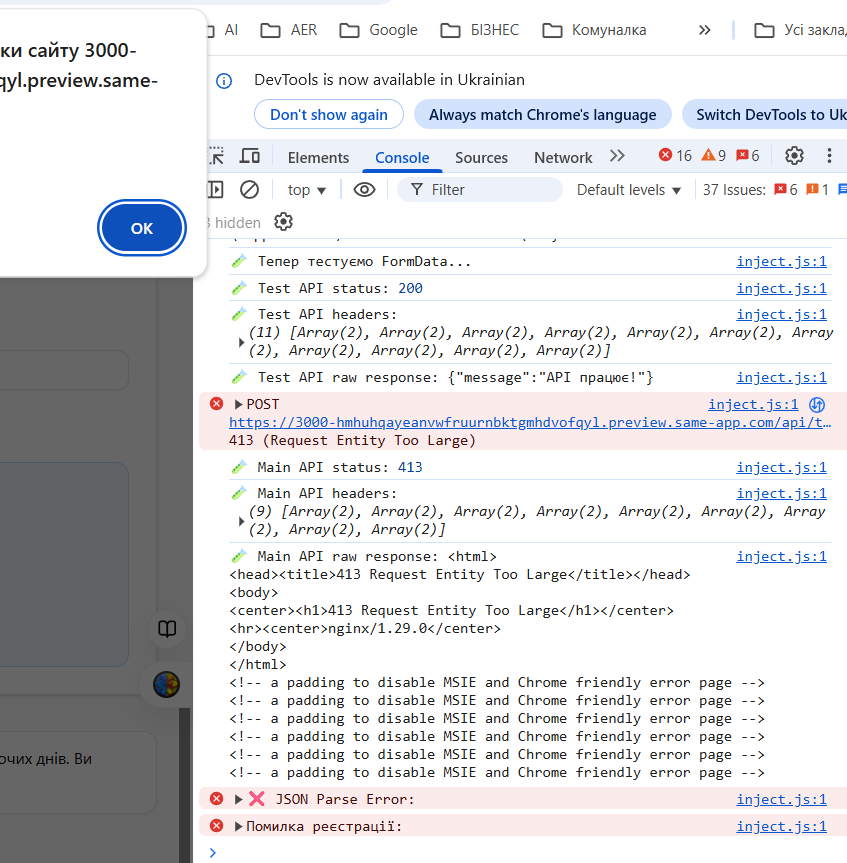 AI
AER
Google
БІЗНЕС
Комуналка
»
Усі заклад
ки сайту 3000-
qyl.preview.same-
OK
DevTools is now available in Ukrainian
Don't show again
Always match Chrome's language
Switch DevTools to Uk
Elements
Console
Sources
Network
»
16
9
6
top ▼
Filter
Default levels ▼
37 Issues:
6
1
hidden
Тепер тестуємо FormData...
inject.js:1
Test API status: 200
inject.js:1
Test API headers:
inject.js:1
(11) [Array(2), Array(2), Array(2), Array(2), Array(2), Array(2), Array
(2), Array(2), Array(2), Array(2), Array(2)]
Test API raw response: {"message":"API працює!"}
inject.js:1
POST
inject.js:1
https://3000-hmhuhqayeanvwfruurnbktgmhdvofqyl.preview.same-app.com/api/t…
413 (Request Entity Too Large)
Main API status: 413
inject.js:1
Main API headers:
inject.js:1
(9) [Array(2), Array(2), Array(2), Array(2), Array(2), Array(2), Array
(2), Array(2), Array(2)]
Main API raw response: <html>
inject.js:1
<head><title>413 Request Entity Too Large</title></head>
<body>
<center><h1>413 Request Entity Too Large</h1></center>
<hr><center>nginx/1.29.0</center>
</body>
</html>
<!-- a padding to disable MSIE and Chrome friendly error page -->
<!-- a padding to disable MSIE and Chrome friendly error page -->
<!-- a padding to disable MSIE and Chrome friendly error page -->
<!-- a padding to disable MSIE and Chrome friendly error page -->
<!-- a padding to disable MSIE and Chrome friendly error page -->
<!-- a padding to disable MSIE and Chrome friendly error page -->
очих днів. Ви
JSON Parse Error:
inject.js:1
Помилка реєстрації:
inject.js:1